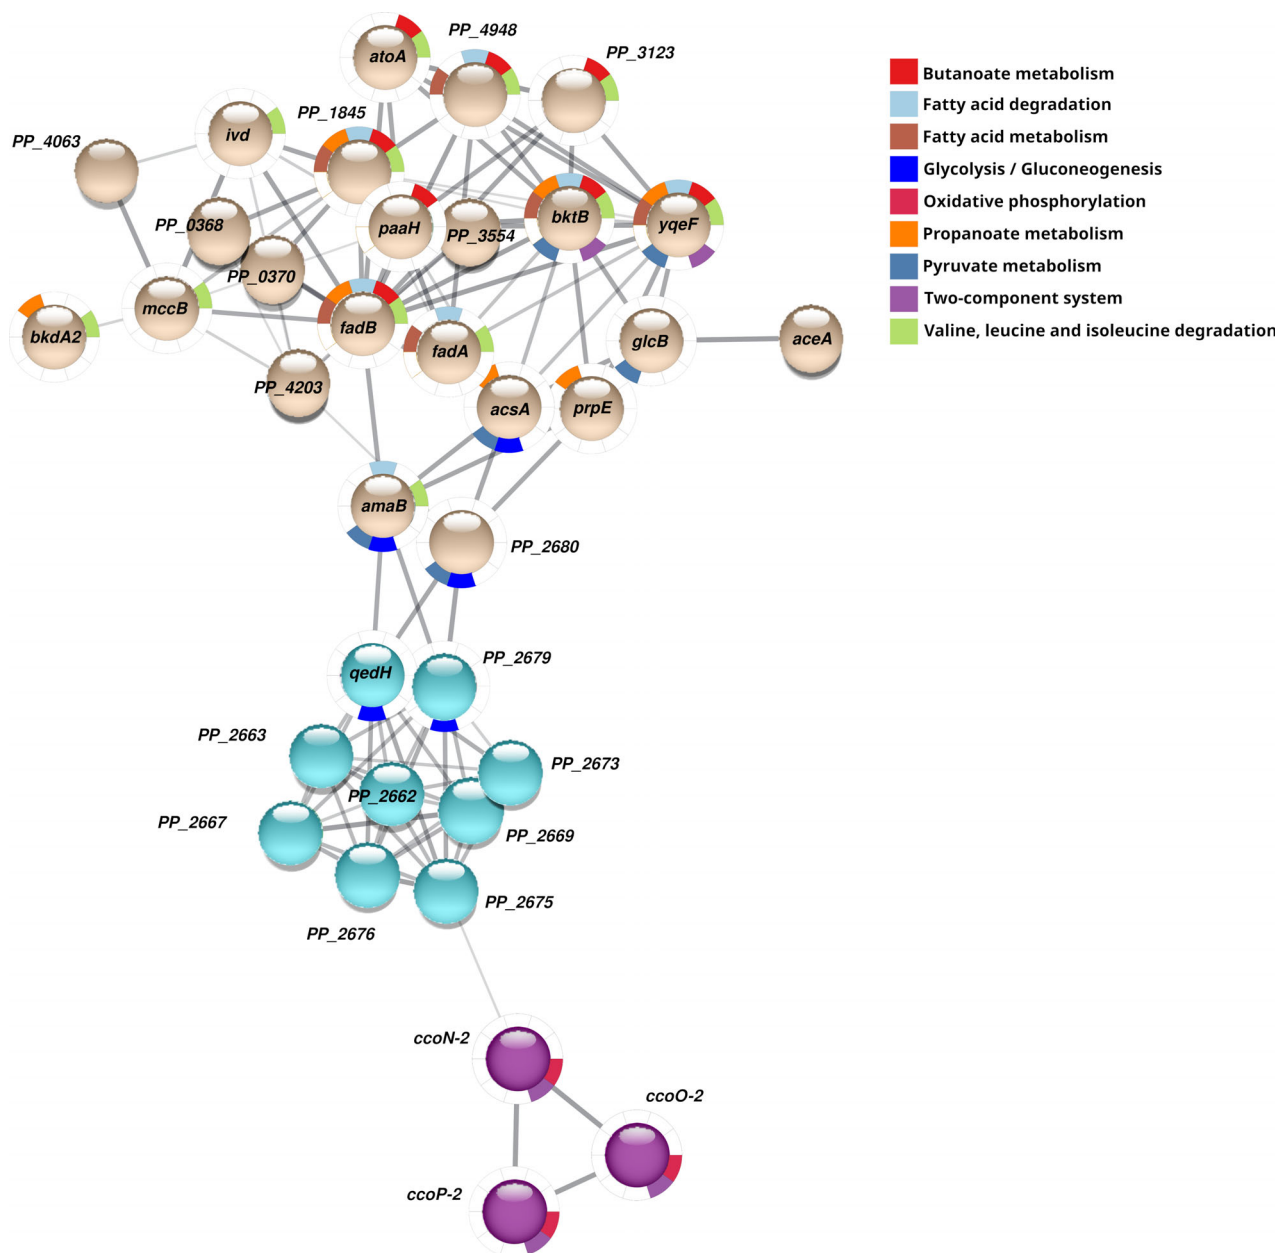 atoA
PP_4948
PP_3123
PP_1845
ivd
PP_4063
paaH
bktB
yqeF
PP_0368
PP_3554
PP_0370
mccB
bkdA2
fadB
fadA
glcB
aceA
PP_4203
acsA
prpE
amaB
PP_2680
qedH
PP_2679
PP_2663
PP_2673
PP_2662
PP_2667
PP_2669
PP_2675
PP_2676
ccoN-2
ccoO-2
ccoP-2
Butanoate metabolism
Fatty acid degradation
Fatty acid metabolism
Glycolysis / Gluconeogenesis
Oxidative phosphorylation
Propanoate metabolism
Pyruvate metabolism
Two-component system
Valine, leucine and isoleucine degradation